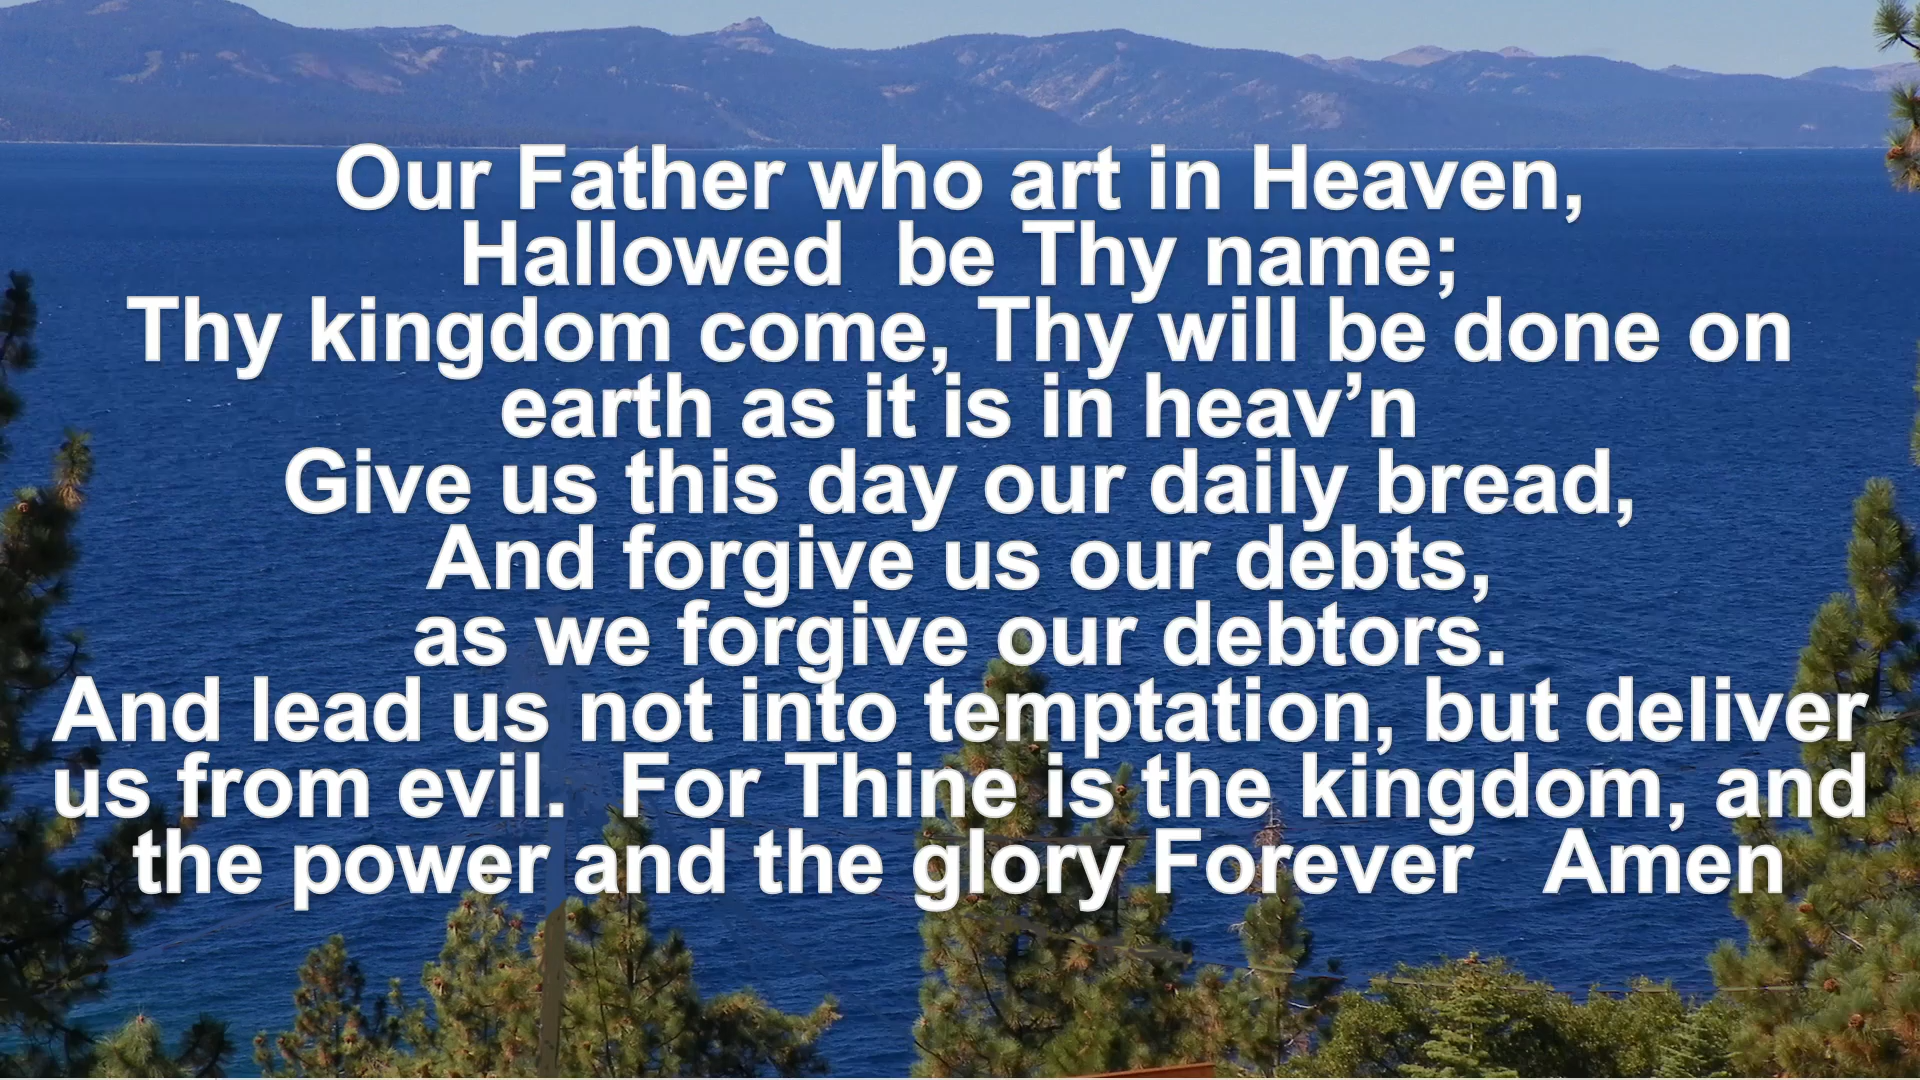 Our Father who art in Heaven,
Hallowed  be Thy name;
Thy kingdom come, Thy will be done on
earth as it is in heav’n
Give us this day our daily bread,
And forgive us our debts,
as we forgive our debtors.
And lead us not into temptation, but deliver
us from evil.  For Thine is the kingdom, and
the power and the glory Forever   Amen